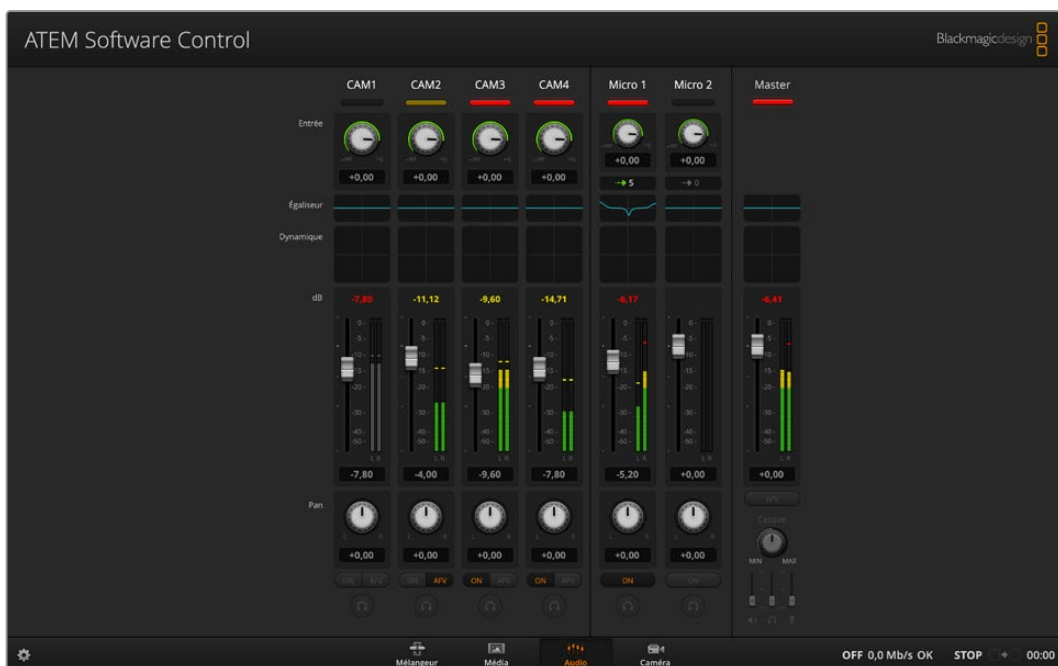 ATEM Software Control
Blackmagicdesign
CAM1 CAM2 CAM3 CAM4 Micro 1 Micro 2 Master
Entrée
+0,00 +0,00 +0,00 +0,00 +0,00 +0,00
5 0
Égaliseur
Dynamique
dB -7,80 -11,12 -9,60 -14,71 -6,17 -6,41
-7,80 -4,00 -9,60 -7,80 -5,20 +0,00 +0,00
AFV
Pan
L R L R L R L R L R L R
Casque
MIN MAX
+0,00 +0,00 +0,00 +0,00 +0,00 +0,00
ON AFV ON AFV ON AFV ON AFV ON ON
OFF 0,0 Mb/s OK STOP 00:00
Mélangeur Média Audio Caméra